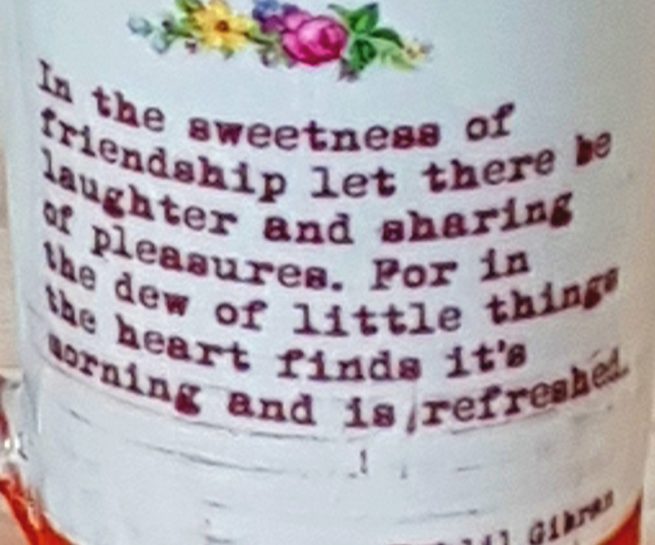 In the sweetness of
friendship let there be
laughter and sharing
of pleasures. For in
the dew of little things
the heart finds it's
morning and is refreshed.
Gibran